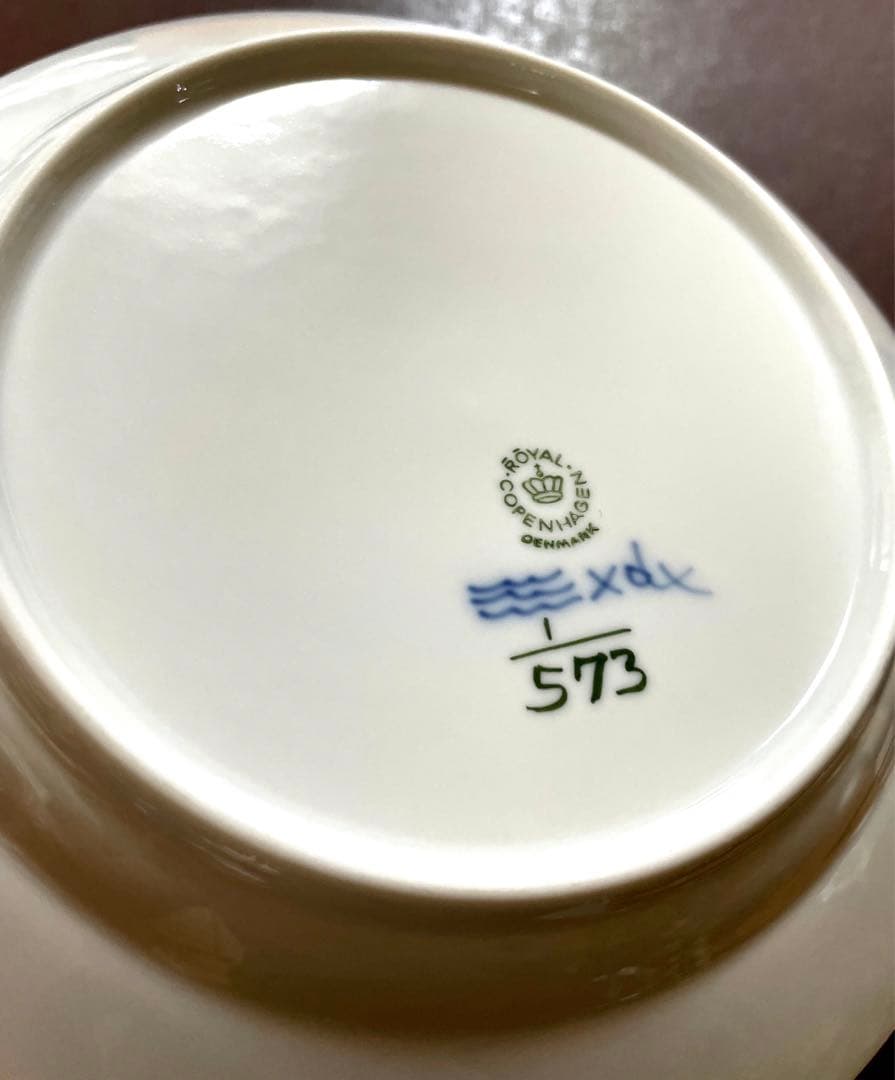 ROYAL COPENHAGEN
DENMARK
xdx
1
573